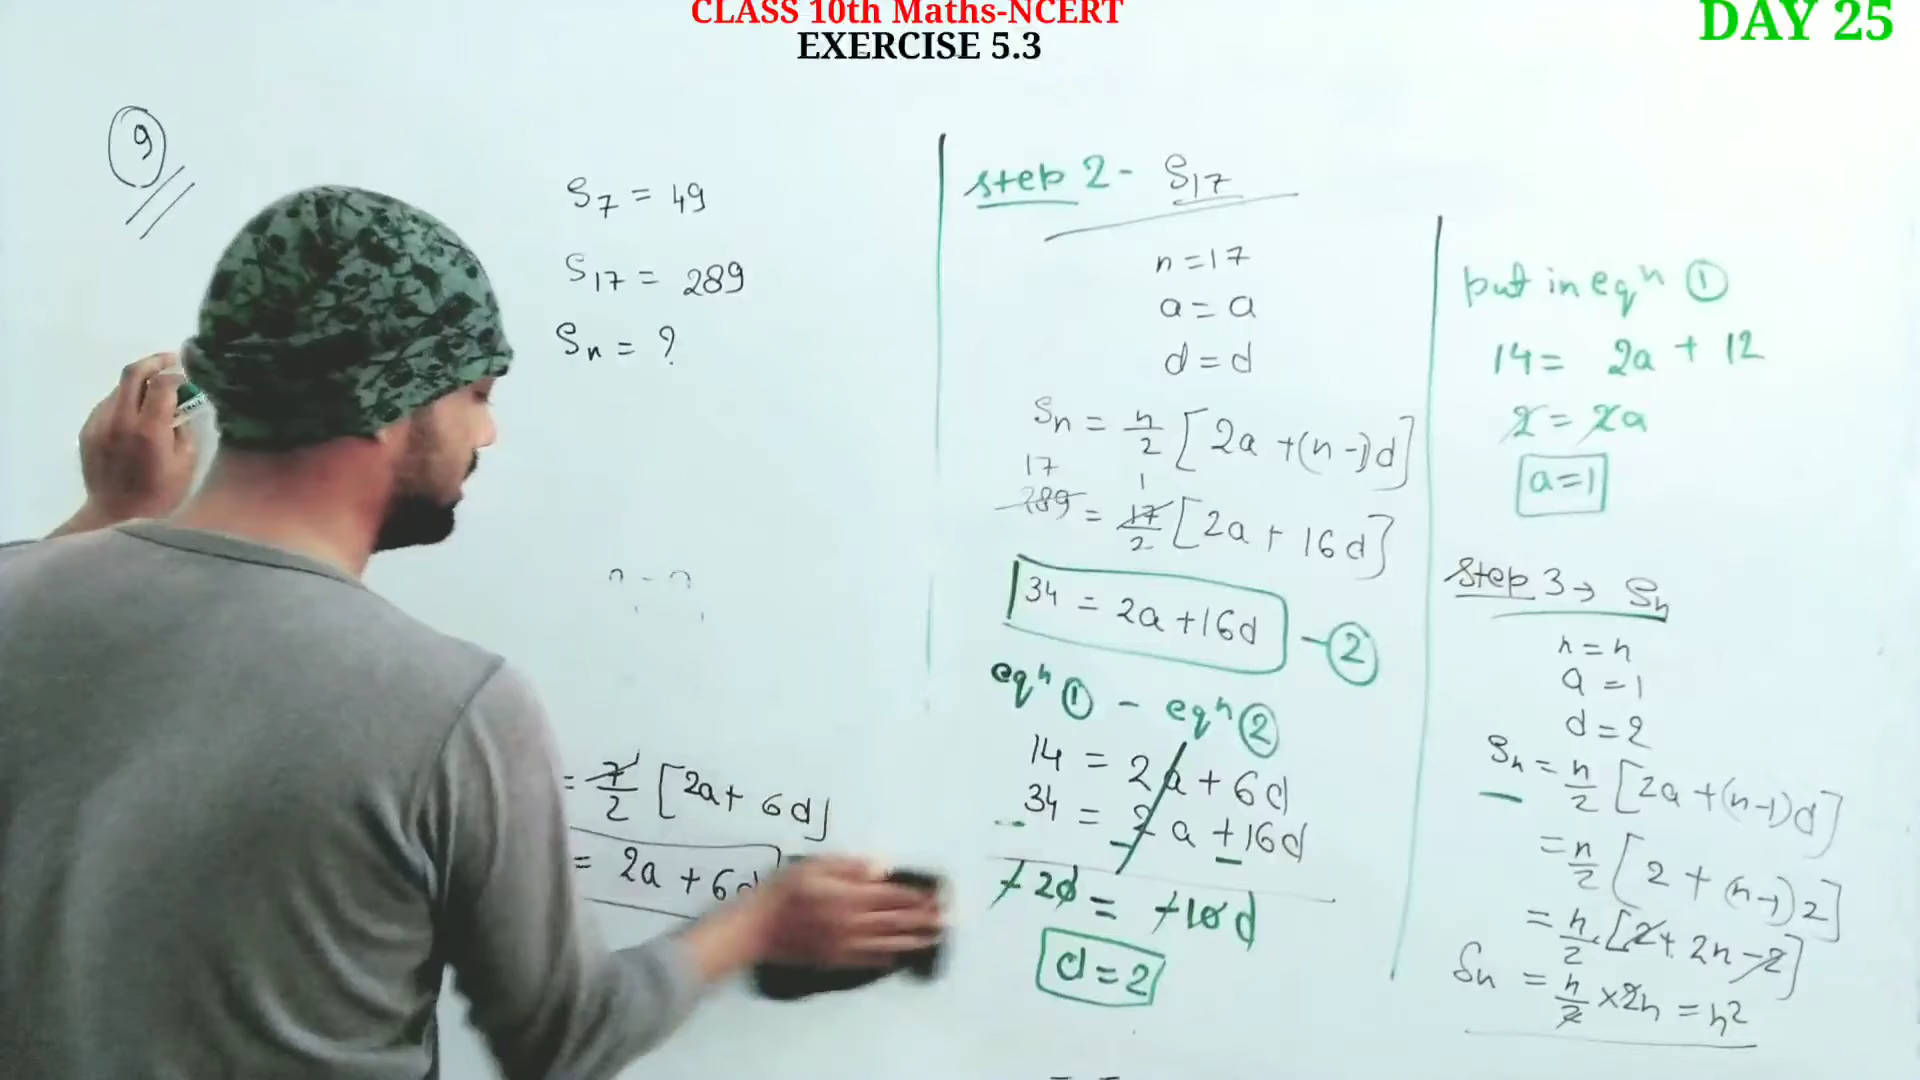 CLASS 10th Maths-NCERT
EXERCISE 5.3
DAY 25
9
S₇ = 49
S₁₇ = 289
Sₙ = ?
= 7/2 [2a + 6d]
= 2a + 6d
step 2 - S₁₇
n = 17
a = a
d = d
Sₙ = n/2 [2a + (n-1)d]
17 1
289 = 17/2 [2a + 16d]
34 = 2a + 16d - ②
eqⁿ ① - eqⁿ ②
14 = 2a + 6d
34 = 2a + 16d
- - -
-20 = -10d
d = 2
put in eqⁿ ①
14 = 2a + 12
2 = 2a
a = 1
step 3 → Sₙ
n = n
a = 1
d = 2
Sₙ = n/2 [2a + (n-1)d]
= n/2 [2 + (n-1)2]
= n/2 [2 + 2n - 2]
Sₙ = n/2 × 2n = n²